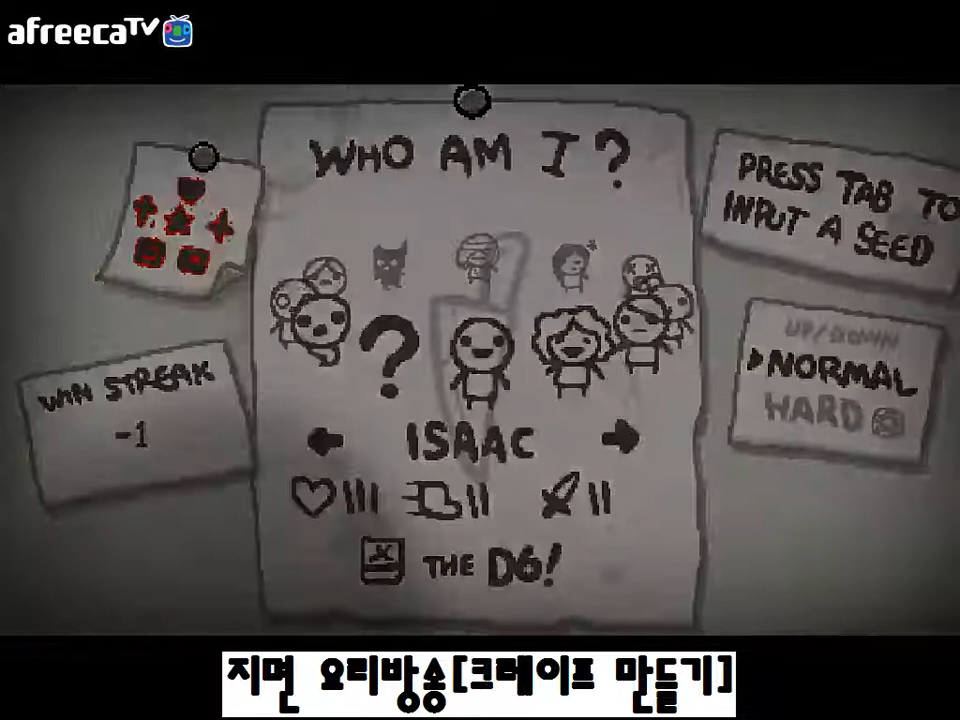 afreecaTV
WHO AM I?
PRESS TAB TO
INPUT A SEED
UP/DOWN
NORMAL
HARD
WIN STREAK
-1
?
ISAAC
THE D6!
지면 요리방송[크레이프 만들기]